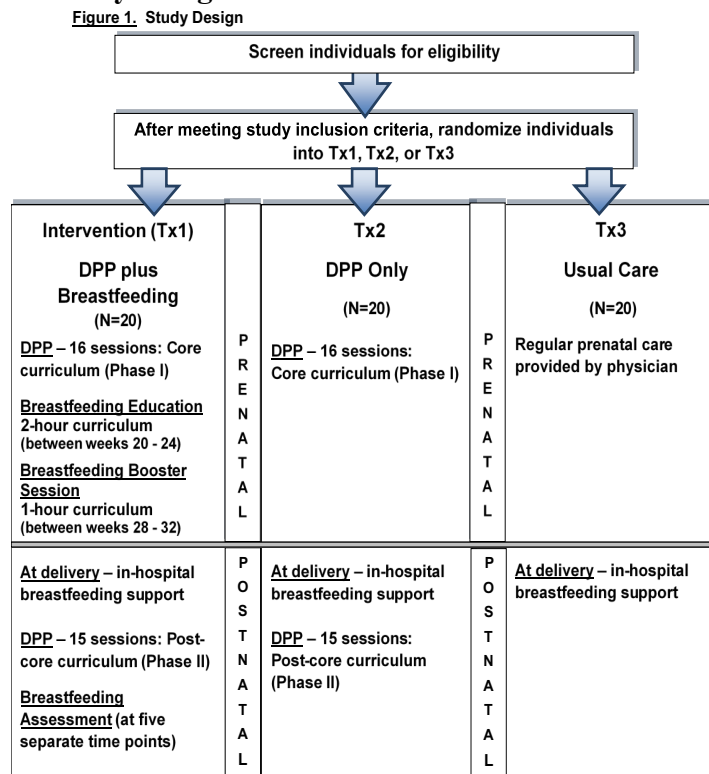 Figure 1. Study Design
Screen individuals for eligibility
After meeting study inclusion criteria, randomize individuals
into Tx1, Tx2, or Tx3
Intervention (Tx1)
DPP plus
Breastfeeding
(N=20)
DPP – 16 sessions: Core
curriculum (Phase I)
Breastfeeding Education
2-hour curriculum
(between weeks 20 - 24)
Breastfeeding Booster
Session
1-hour curriculum
(between weeks 28 - 32)
P
R
E
N
A
T
A
L
Tx2
DPP Only
(N=20)
DPP – 16 sessions:
Core curriculum (Phase I)
P
R
E
N
A
T
A
L
Tx3
Usual Care
(N=20)
Regular prenatal care
provided by physician
At delivery – in-hospital
breastfeeding support
DPP – 15 sessions: Post-
core curriculum (Phase II)
Breastfeeding
Assessment (at five
separate time points)
P
O
S
T
N
A
T
A
L
At delivery – in-hospital
breastfeeding support
DPP – 15 sessions:
Post-core curriculum
(Phase II)
P
O
S
T
N
A
T
A
L
At delivery – in-hospital
breastfeeding support